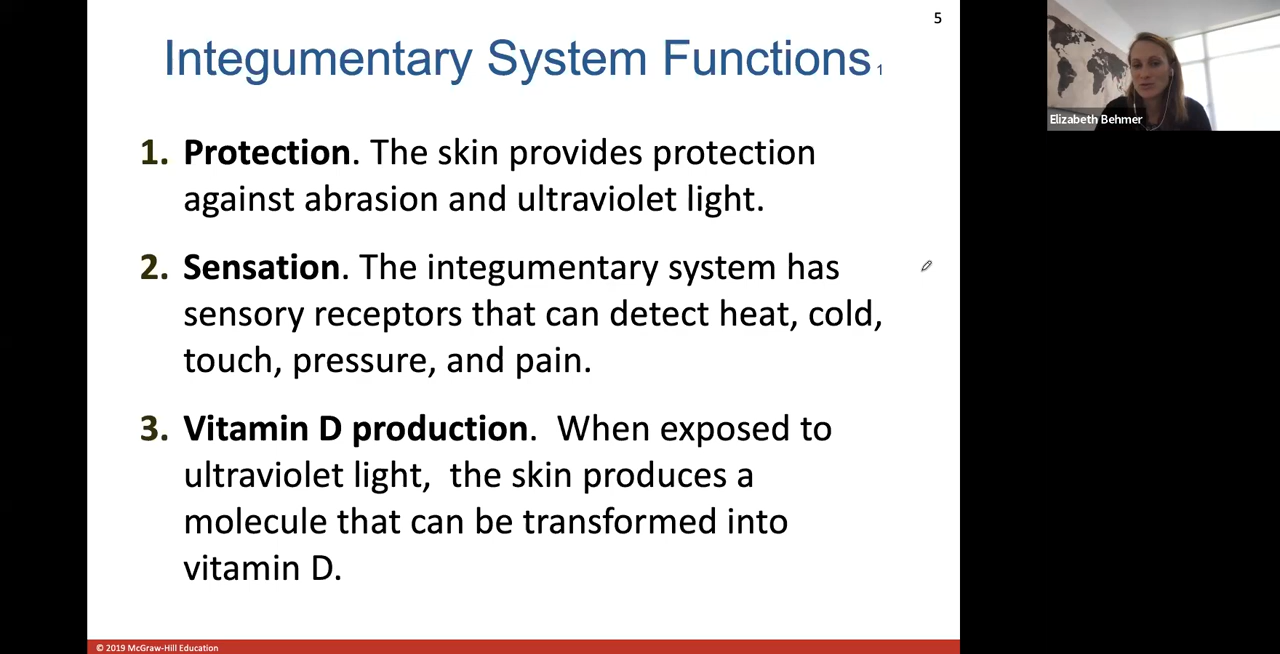 5
Integumentary System Functions 1
Elizabeth Behmer
1. Protection. The skin provides protection
against abrasion and ultraviolet light.
2. Sensation. The integumentary system has
sensory receptors that can detect heat, cold,
touch, pressure, and pain.
3. Vitamin D production.  When exposed to
ultraviolet light,  the skin produces a
molecule that can be transformed into
vitamin D.
© 2019 McGraw-Hill Education